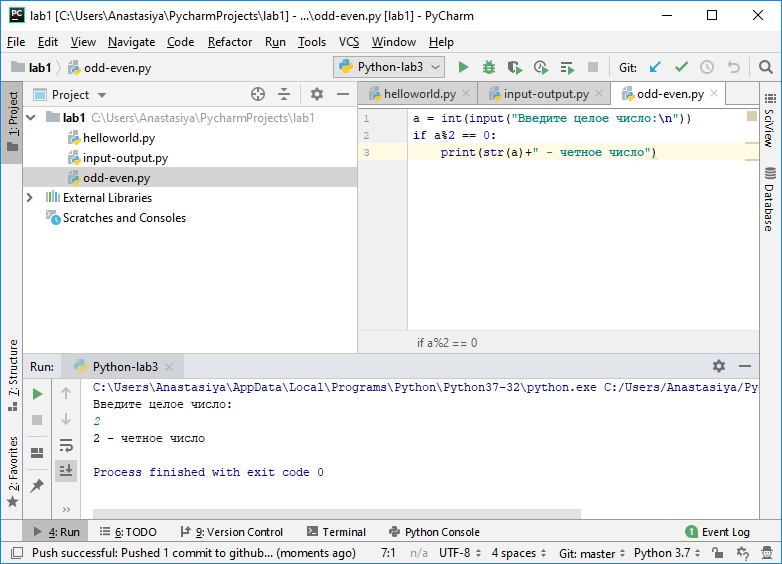 lab1 [C:\Users\Anastasiya\PycharmProjects\lab1] - ...\odd-even.py [lab1] - PyCharm
File Edit View Navigate Code Refactor Run Tools VCS Window Help
lab1 odd-even.py Python-lab3 Git:
1: Project
Project
lab1 C:\Users\Anastasiya\PycharmProjects\lab1
helloworld.py
input-output.py
odd-even.py
External Libraries
Scratches and Consoles
helloworld.py input-output.py odd-even.py
1 a = int(input("Введите целое число:\n"))
2 if a%2 == 0:
3 print(str(a)+" - четное число")
if a%2 == 0
SciView
Database
7: Structure
2: Favorites
Run: Python-lab3
C:\Users\Anastasiya\AppData\Local\Programs\Python\Python37-32\python.exe C:/Users/Anastasiya/Py
Введите целое число:
2
2 - четное число
Process finished with exit code 0
4: Run 6: TODO 9: Version Control Terminal Python Console 1 Event Log
Push successful: Pushed 1 commit to github... (moments ago) 7:1 n/a UTF-8 4 spaces Git: master Python 3.7